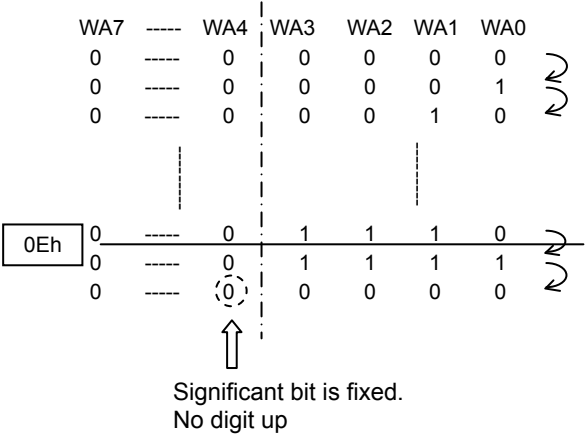 WA7 ----- WA4 WA3 WA2 WA1 WA0
0 ----- 0 0 0 0 0
0 ----- 0 0 0 0 1
0 ----- 0 0 0 1 0
0Eh 0 ----- 0 1 1 1 0
0 ----- 0 1 1 1 1
0 ----- 0 0 0 0 0
Significant bit is fixed.
No digit up